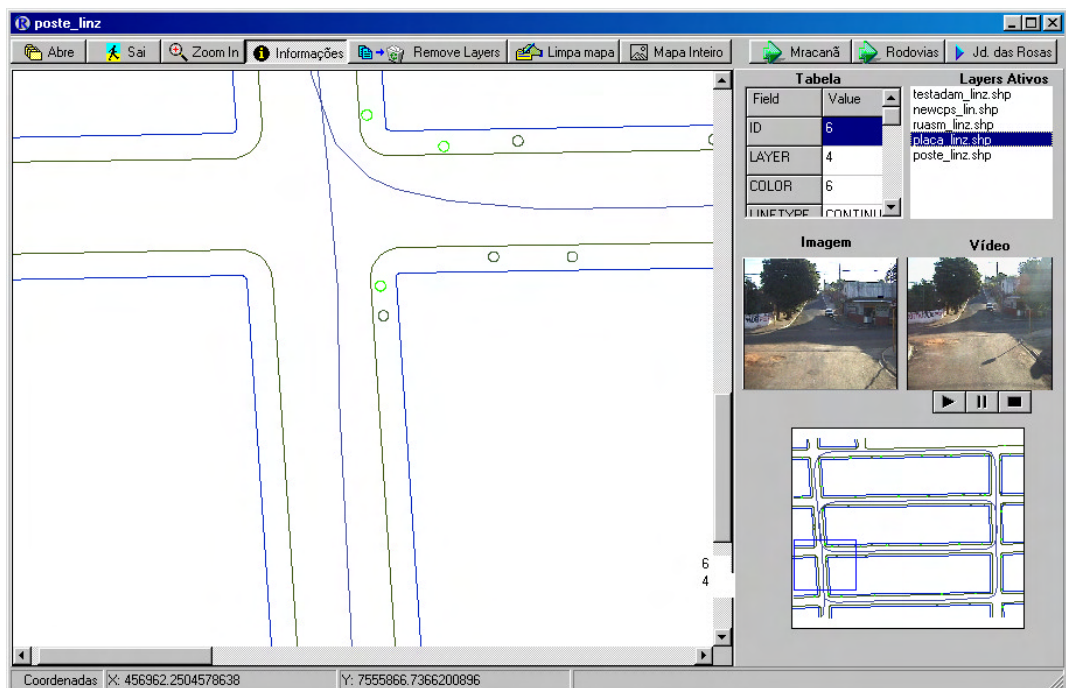 poste_linz
Abre Sai Zoom In Informações Remove Layers Limpa mapa Mapa Inteiro Mracanã Rodovias Jd. das Rosas
Tabela
Field Value
ID 6
LAYER 4
COLOR 6
LINETYPE CONTINU
Layers Ativos
testadam_linz.shp
newcps_lin.shp
ruasm_linz.shp
placa_linz.shp
poste_linz.shp
Imagem
Vídeo
6
4
Coordenadas X: 456962.2504578638 Y: 7555866.7366200896